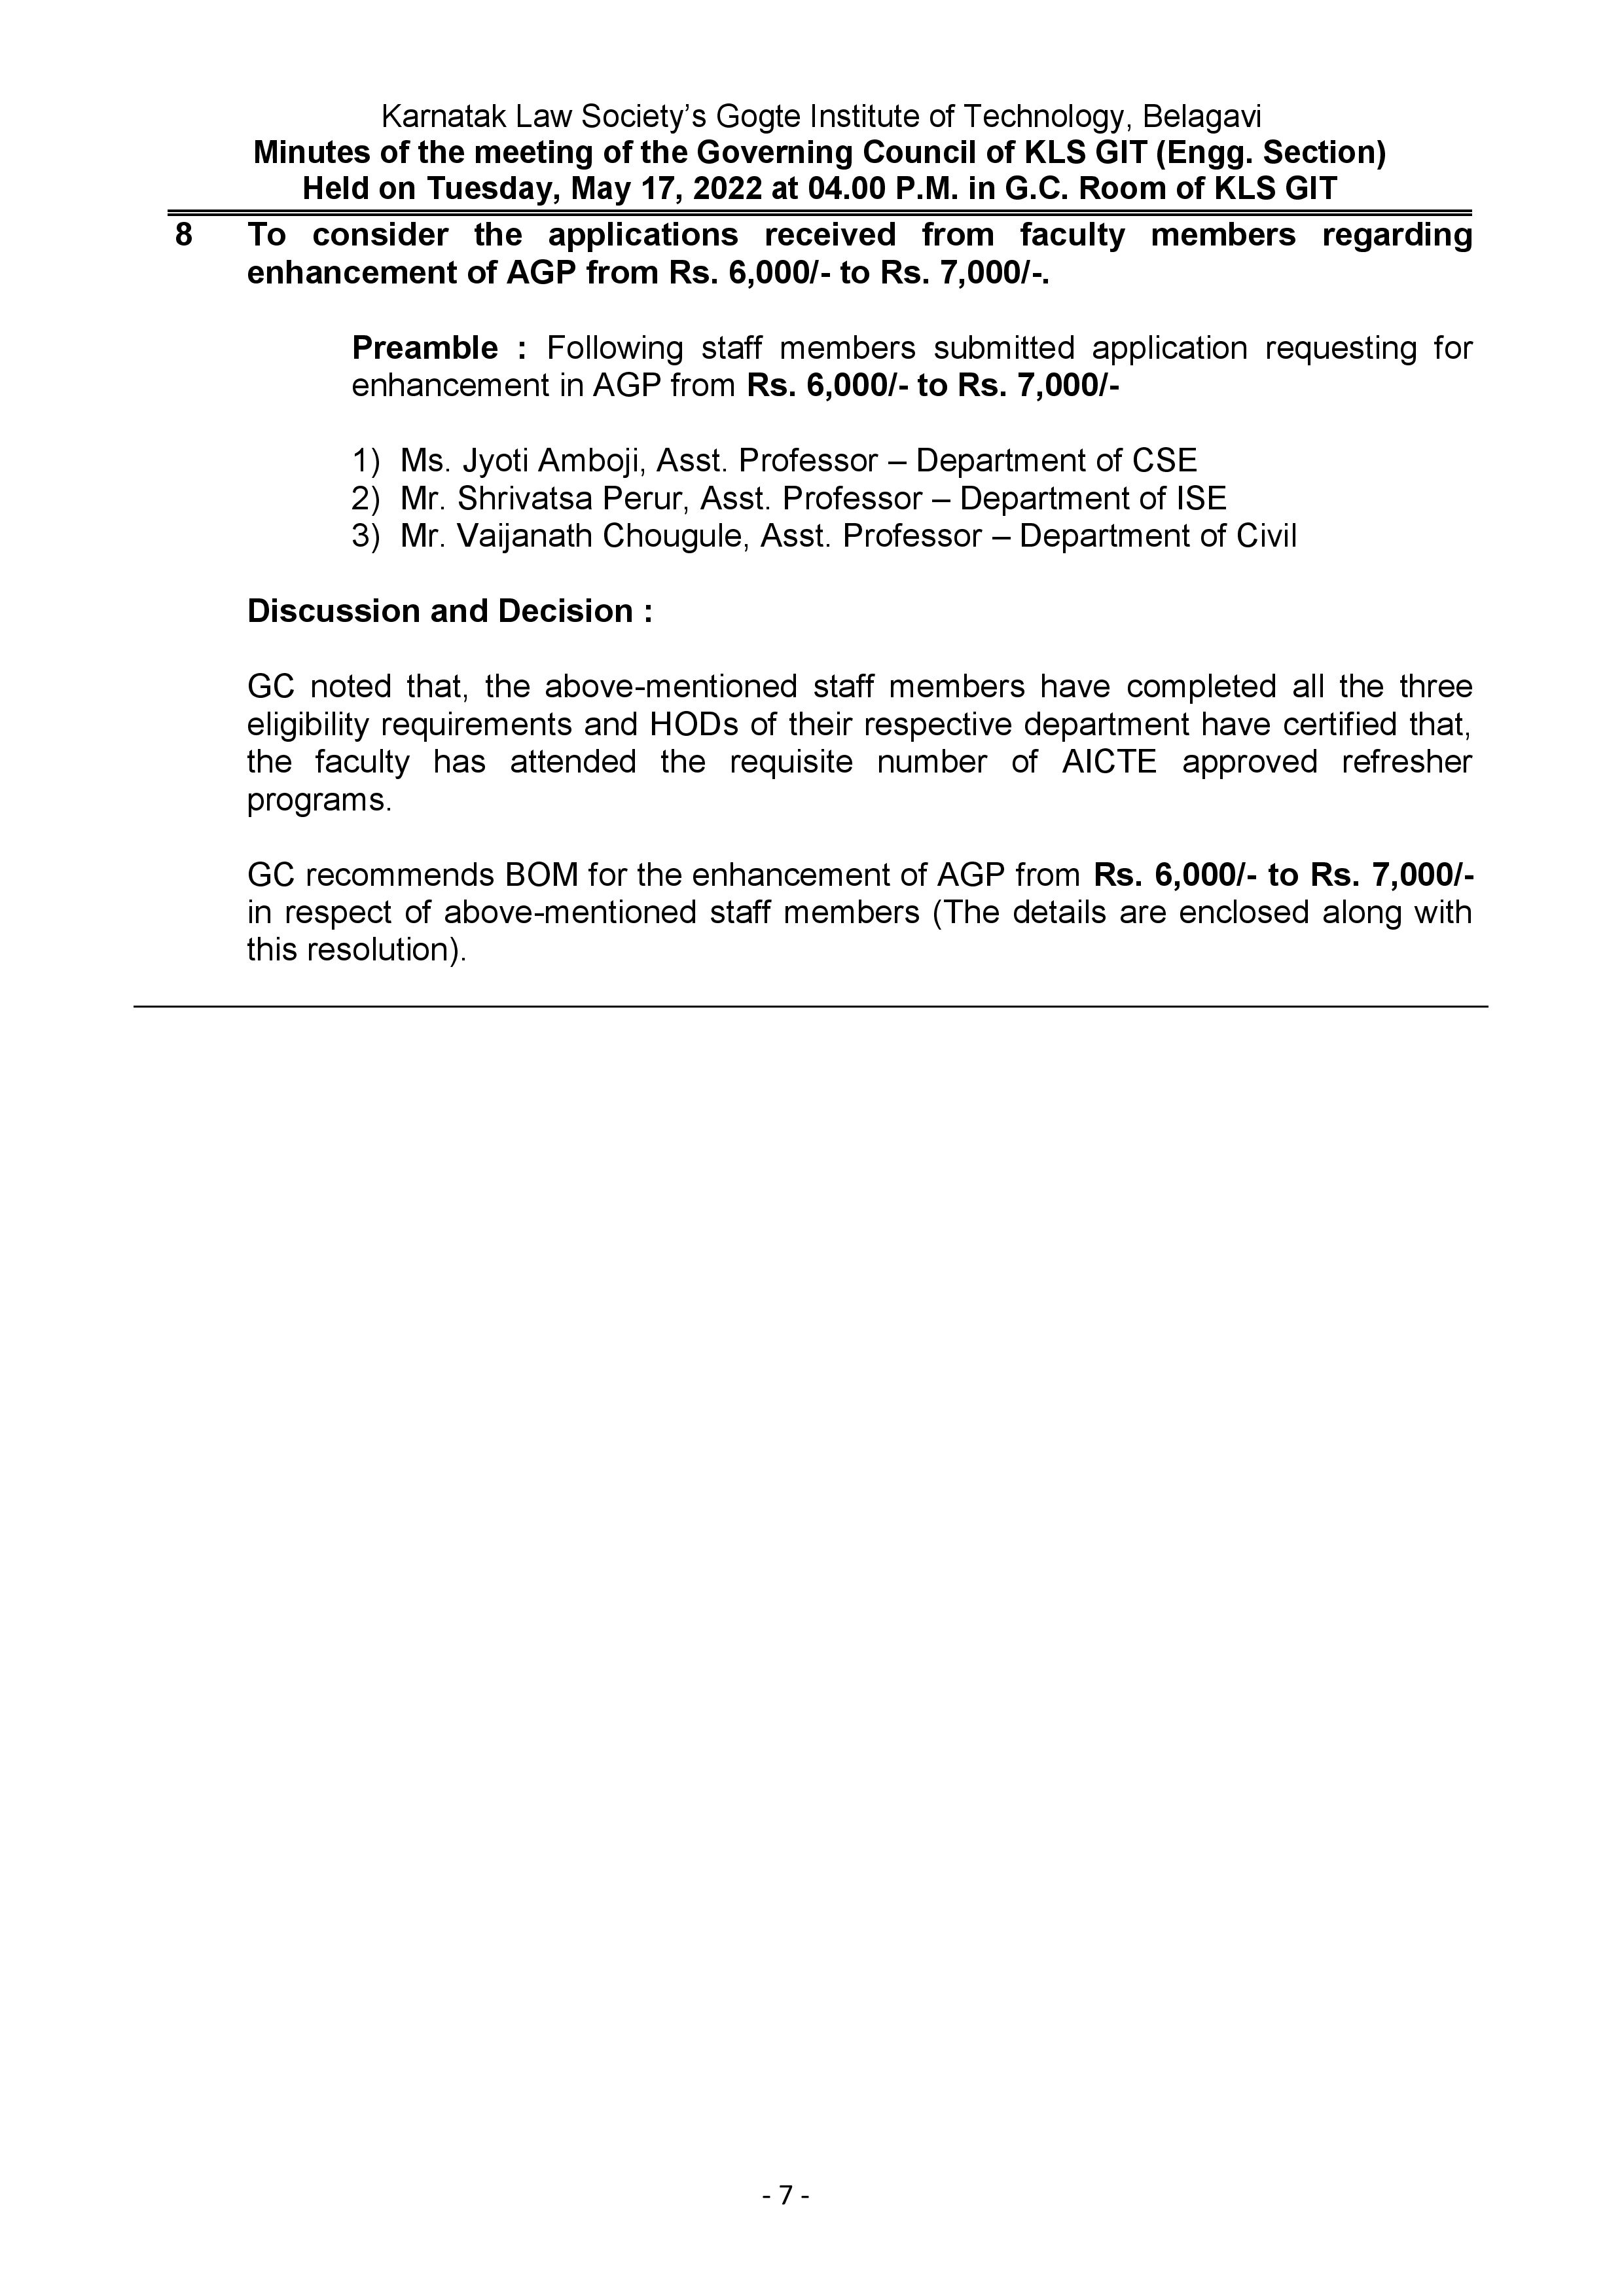 Karnatak Law Society’s Gogte Institute of Technology, Belagavi
Minutes of the meeting of the Governing Council of KLS GIT (Engg. Section)
Held on Tuesday, May 17, 2022 at 04.00 P.M. in G.C. Room of KLS GIT
8 To consider the applications received from faculty members regarding
enhancement of AGP from Rs. 6,000/- to Rs. 7,000/-.
Preamble : Following staff members submitted application requesting for
enhancement in AGP from Rs. 6,000/- to Rs. 7,000/-
1) Ms. Jyoti Amboji, Asst. Professor – Department of CSE
2) Mr. Shrivatsa Perur, Asst. Professor – Department of ISE
3) Mr. Vaijanath Chougule, Asst. Professor – Department of Civil
Discussion and Decision :
GC noted that, the above-mentioned staff members have completed all the three
eligibility requirements and HODs of their respective department have certified that,
the faculty has attended the requisite number of AICTE approved refresher
programs.
GC recommends BOM for the enhancement of AGP from Rs. 6,000/- to Rs. 7,000/-
in respect of above-mentioned staff members (The details are enclosed along with
this resolution).
- 7 -